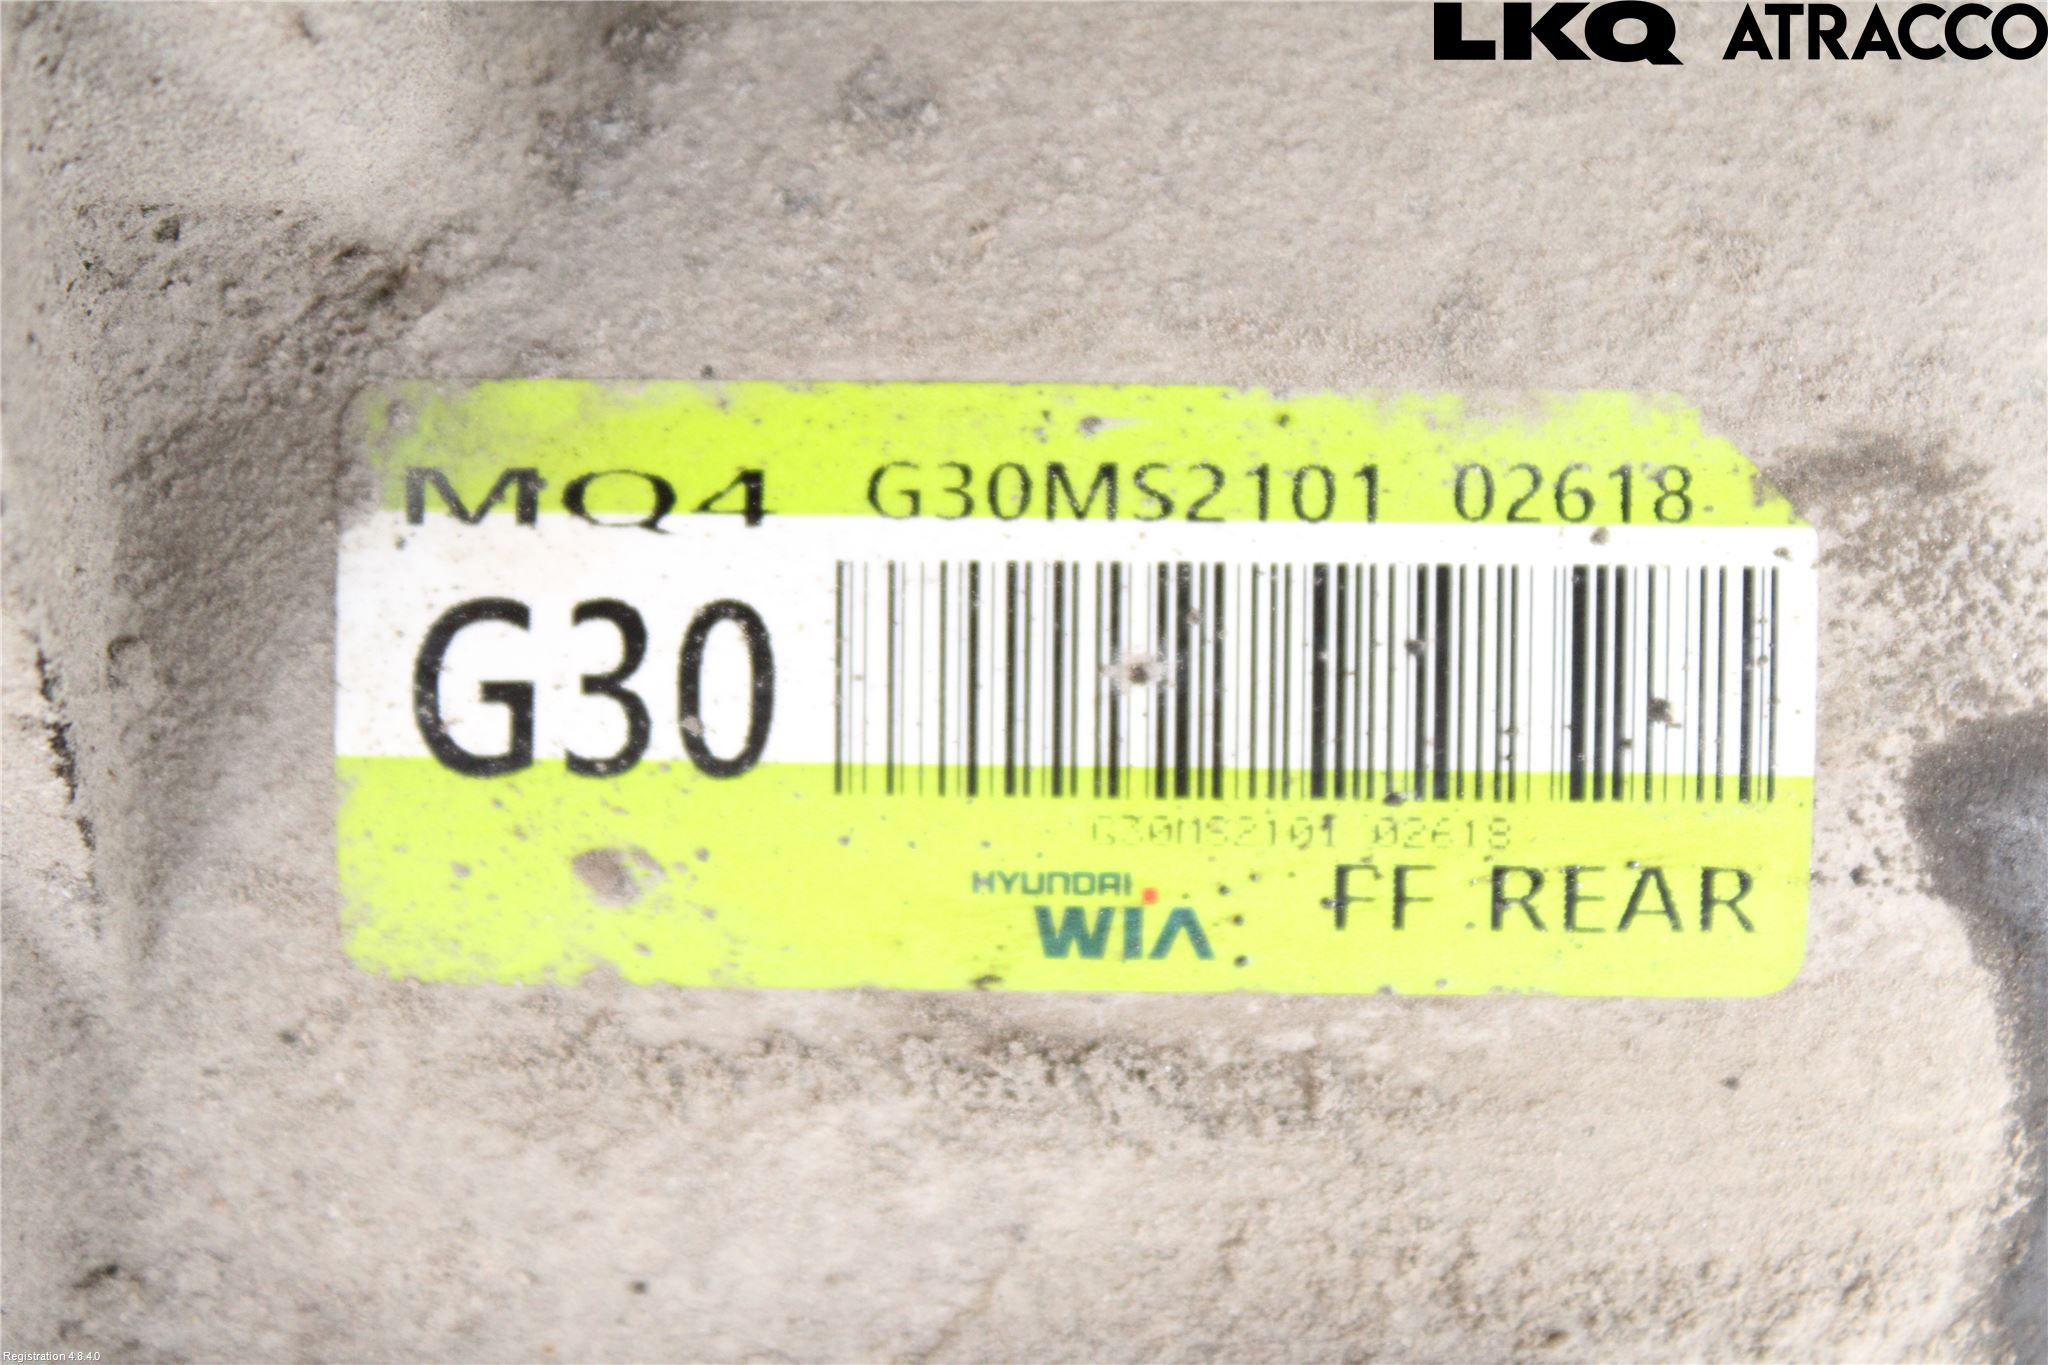 LKQ ATRACCO
MQ4 G30MS2101 02618
G30
G30MS2101 02618
HYUNDAI
WIA
FF REAR
Registration 4.8.4.0